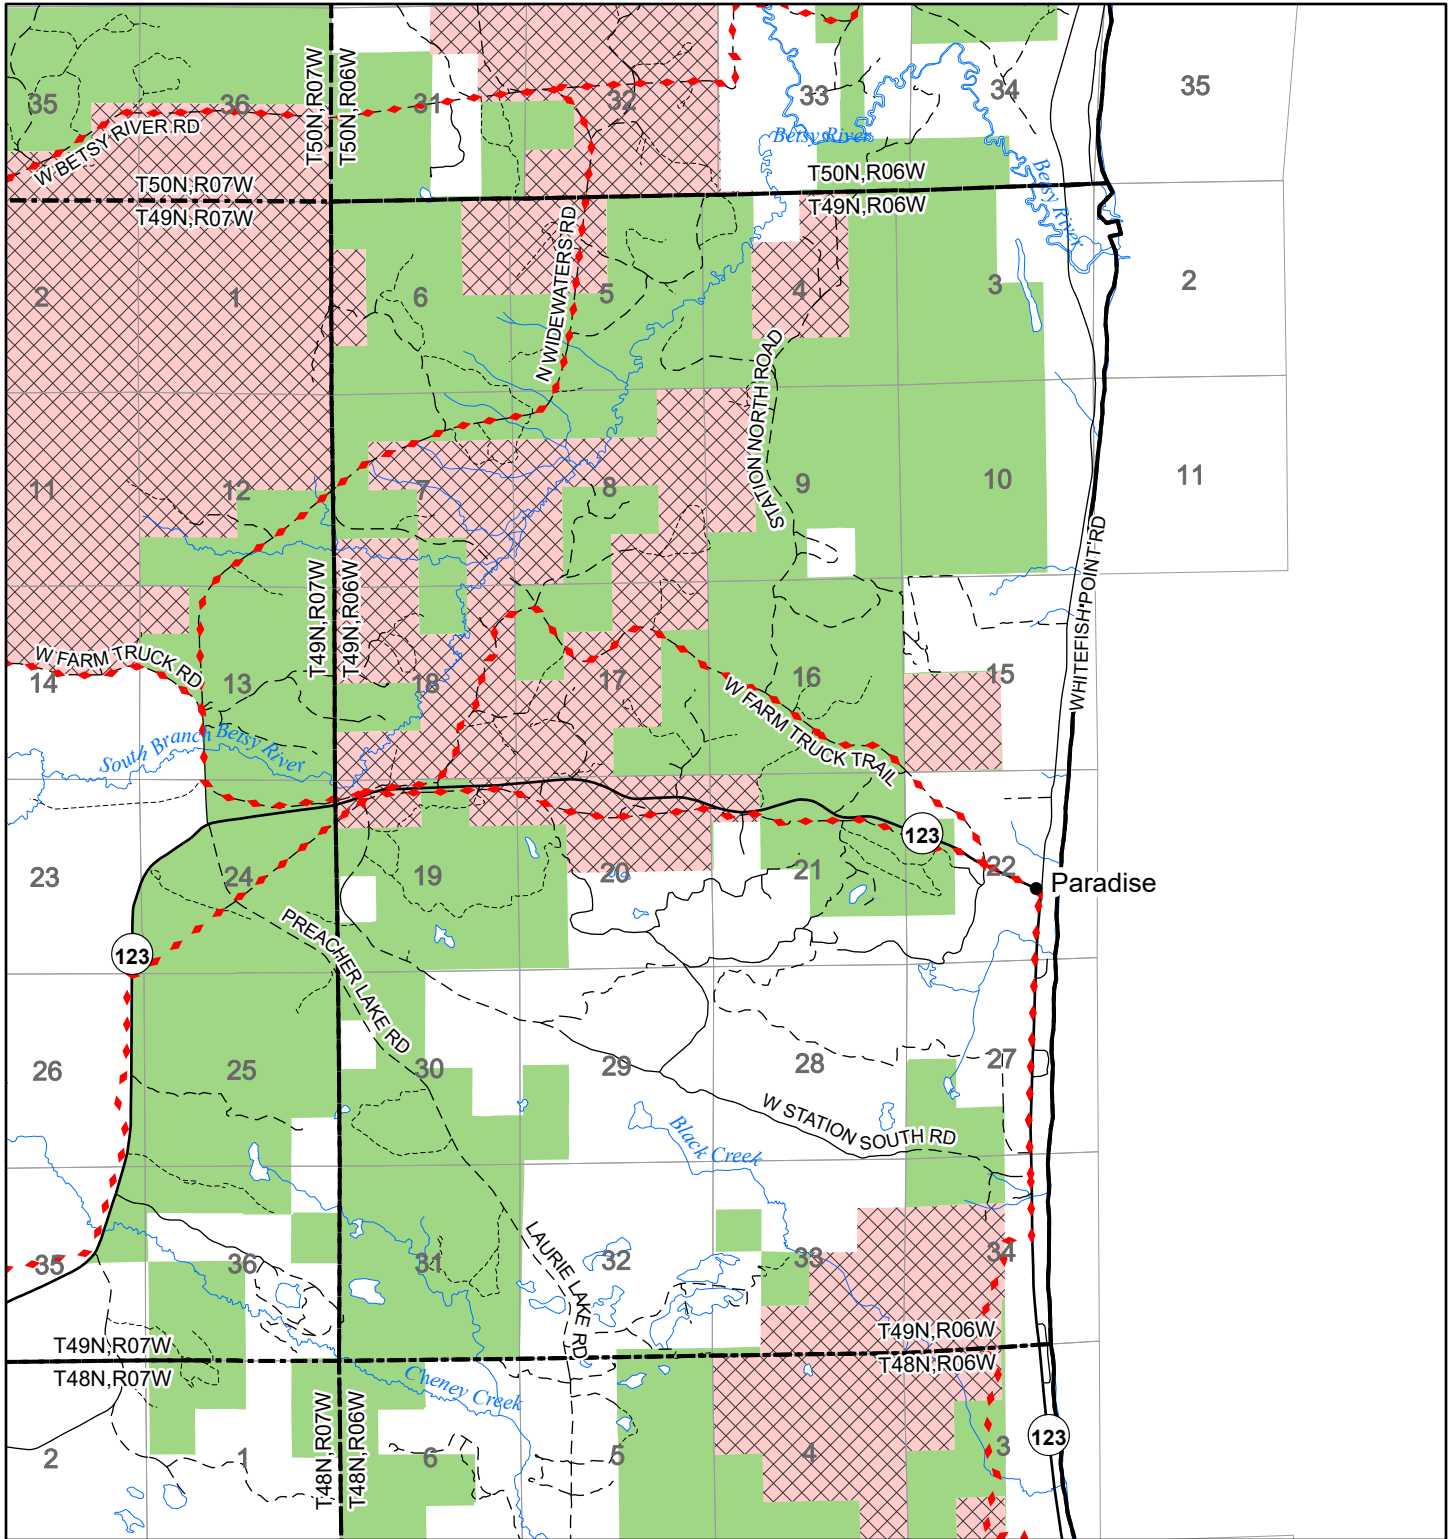 35
36
T50N,R07W
T50N,R06W
31
32
33
34
35
W BETSY RIVER RD
Betsy River
Betsy River
T50N,R07W
T49N,R07W
T50N,R06W
T49N,R06W
2
1
6
N WIDEWATERS RD
5
4
3
2
STATION NORTH ROAD
11
12
7
8
9
10
11
WHITEFISH POINT RD
T49N,R07W
T49N,R06W
W FARM TRUCK RD
14
13
18
17
16
15
W FARM TRUCK TRAIL
South Branch Betsy River
123
23
24
19
20
21
22
Paradise
PREACHER LAKE RD
123
26
25
30
29
28
27
W STATION SOUTH RD
Black Creek
35
36
31
LAURIE LAKE RD
32
33
34
T49N,R07W
T48N,R07W
T49N,R06W
T48N,R06W
Cheney Creek
T48N,R07W
T48N,R06W
2
1
6
5
4
3
123